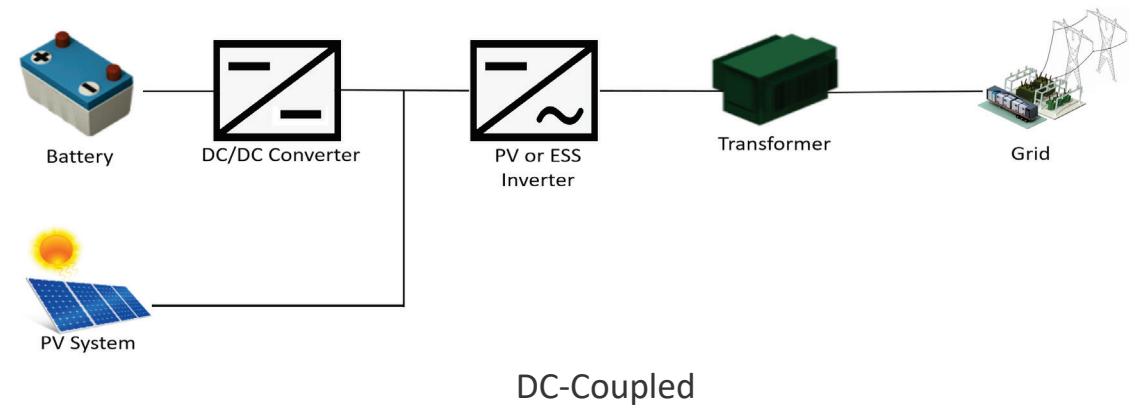 Battery
DC/DC Converter
PV or ESS
Inverter
Transformer
Grid
PV System
DC-Coupled